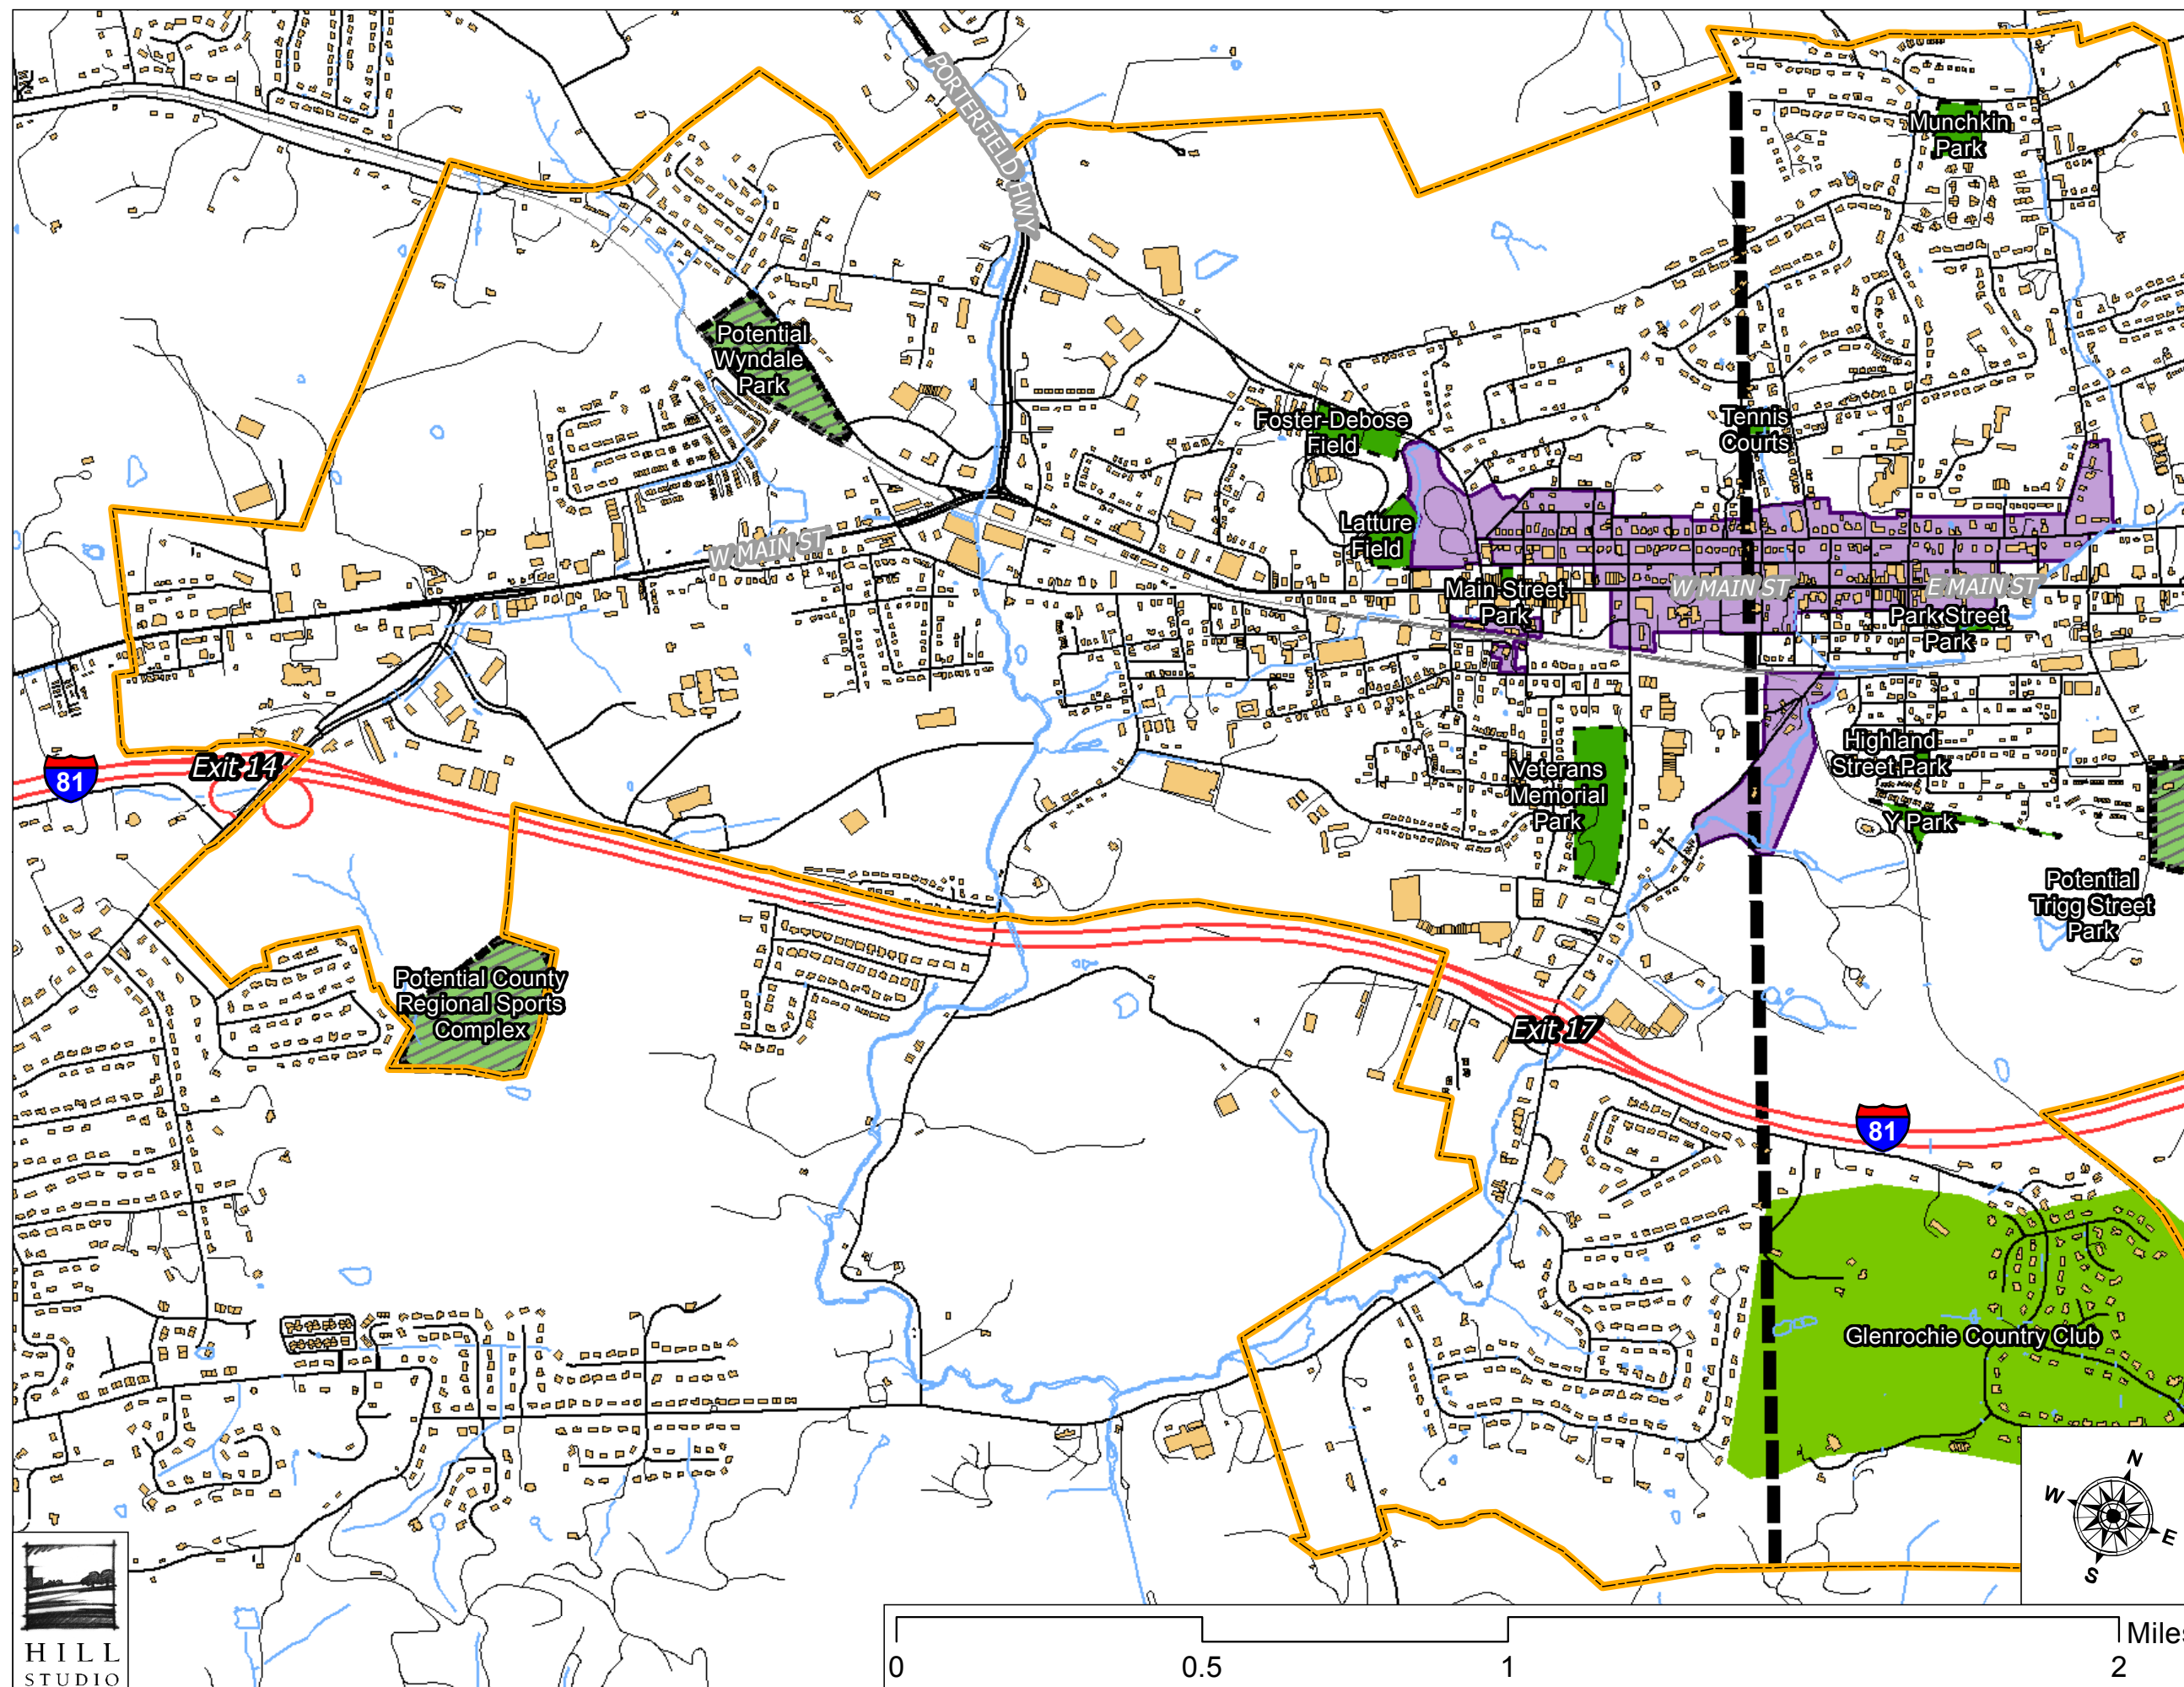 PORTERFIELD HWY
Munchkin
Park
Potential
Wyndale
Park
Foster-Debose
Field
Tennis
Courts
Latture
Field
W MAIN ST
Main Street
Park
W MAIN ST
E MAIN ST
Park Street
Park
Highland
Street Park
Y Park
Veterans
Memorial
Park
Exit 14
81
Potential
Trigg Street
Park
Potential County
Regional Sports
Complex
Exit 17
81
Glenrochie Country Club
N
W
E
S
HILL
STUDIO
0
0.5
1
2
Miles